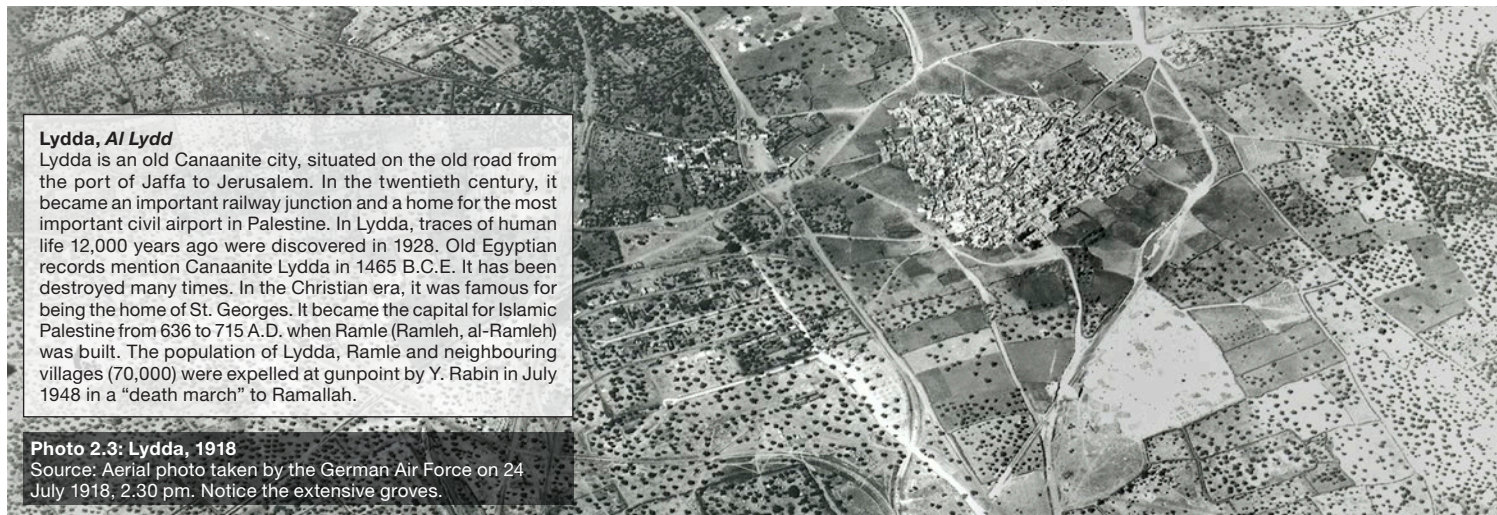 Lydda, Al Lydd
Lydda is an old Canaanite city, situated on the old road from
the port of Jaffa to Jerusalem. In the twentieth century, it
became an important railway junction and a home for the most
important civil airport in Palestine. In Lydda, traces of human
life 12,000 years ago were discovered in 1928. Old Egyptian
records mention Canaanite Lydda in 1465 B.C.E. It has been
destroyed many times. In the Christian era, it was famous for
being the home of St. Georges. It became the capital for Islamic
Palestine from 636 to 715 A.D. when Ramle (Ramleh, al-Ramleh)
was built. The population of Lydda, Ramle and neighbouring
villages (70,000) were expelled at gunpoint by Y. Rabin in July
1948 in a “death march” to Ramallah.
Photo 2.3: Lydda, 1918
Source: Aerial photo taken by the German Air Force on 24
July 1918, 2.30 pm. Notice the extensive groves.